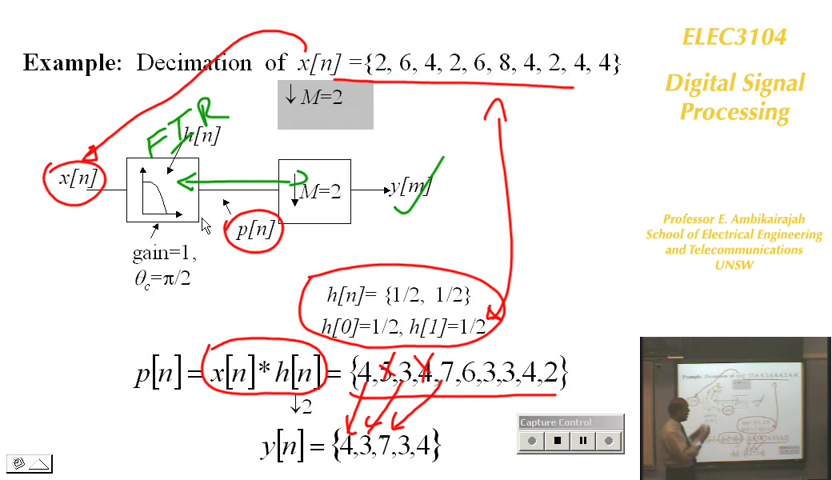 ELEC3104
Digital Signal
Processing
Professor E. Ambikairajah
School of Electrical Engineering
and Telecommunications
UNSW
Example: Decimation of x[n] ={2, 6, 4, 2, 6, 8, 4, 2, 4, 4}
↓ M=2
FIR
h[n]
x[n]
↓M=2
y[m]
p[n]
gain=1,
θc=π/2
h[n]= {1/2, 1/2}
h[0]=1/2, h[1]=1/2
p[n] = x[n]*h[n] = {4,5,3,4,7,6,3,3,4,2}
↓2
y[n] = {4,3,7,3,4}
Capture Control